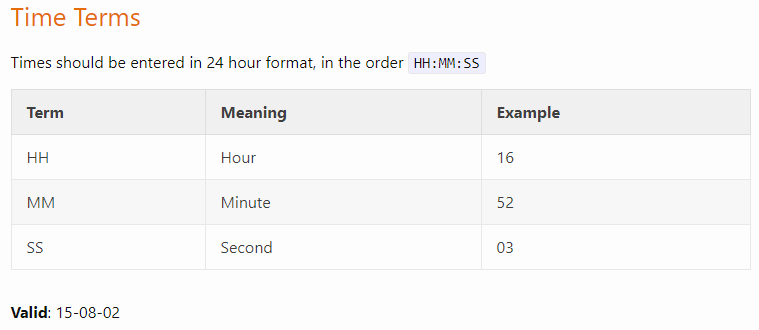 Time Terms
Times should be entered in 24 hour format, in the order HH:MM:SS
Term Meaning Example
HH Hour 16
MM Minute 52
SS Second 03
Valid: 15-08-02